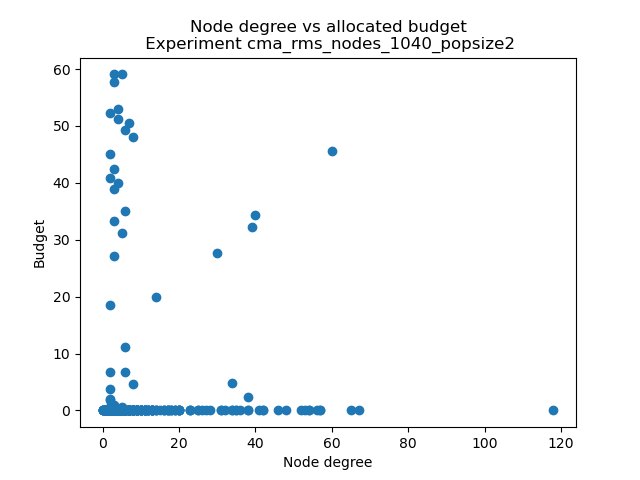 Node degree vs allocated budget
Experiment cma_rms_nodes_1040_popsize2
60
50
40
30
20
10
0
Budget
0 20 40 60 80 100 120
Node degree